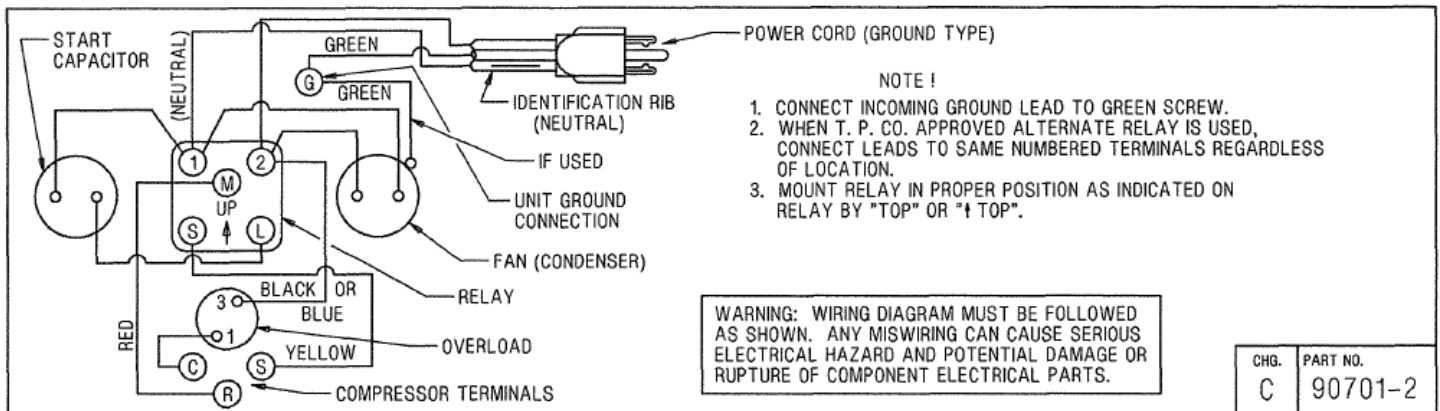 START
CAPACITOR
(NEUTRAL)
GREEN
G
GREEN
POWER CORD (GROUND TYPE)
IDENTIFICATION RIB
(NEUTRAL)
IF USED
UNIT GROUND
CONNECTION
FAN (CONDENSER)
1
2
M
UP
S
L
RELAY
BLACK OR
BLUE
3
1
OVERLOAD
RED
YELLOW
C
S
R
COMPRESSOR TERMINALS
NOTE !
1. CONNECT INCOMING GROUND LEAD TO GREEN SCREW.
2. WHEN T. P. CO. APPROVED ALTERNATE RELAY IS USED,
CONNECT LEADS TO SAME NUMBERED TERMINALS REGARDLESS
OF LOCATION.
3. MOUNT RELAY IN PROPER POSITION AS INDICATED ON
RELAY BY "TOP" OR "↑ TOP".
WARNING: WIRING DIAGRAM MUST BE FOLLOWED
AS SHOWN. ANY MISWIRING CAN CAUSE SERIOUS
ELECTRICAL HAZARD AND POTENTIAL DAMAGE OR
RUPTURE OF COMPONENT ELECTRICAL PARTS.
CHG.
C
PART NO.
90701-2